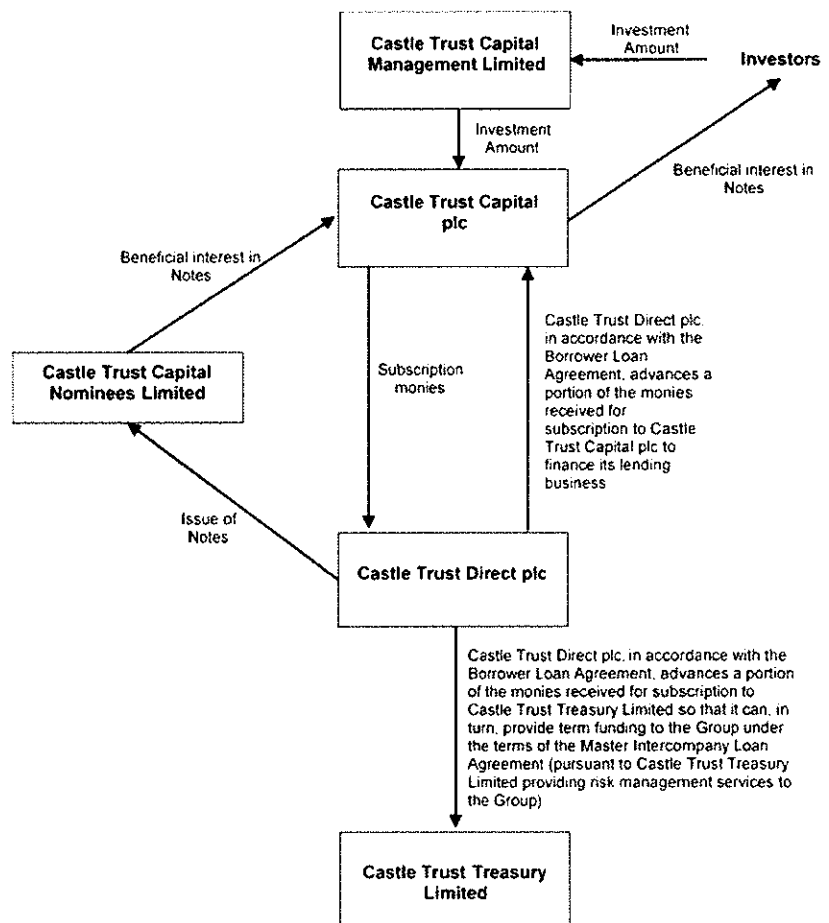 Castle Trust Capital
Management Limited
Investment
Amount
Investors
Investment
Amount
Beneficial interest in
Notes
Castle Trust Capital
plc
Beneficial interest in
Notes
Castle Trust Capital
Nominees Limited
Subscription
monies
Castle Trust Direct plc.
in accordance with the
Borrower Loan
Agreement, advances a
portion of the monies
received for
subscription to Castle
Trust Capital plc to
finance its lending
business
Issue of
Notes
Castle Trust Direct plc
Castle Trust Direct plc, in accordance with the
Borrower Loan Agreement, advances a portion
of the monies received for subscription to
Castle Trust Treasury Limited so that it can, in
turn, provide term funding to the Group under
the terms of the Master Intercompany Loan
Agreement (pursuant to Castle Trust Treasury
Limited providing risk management services to
the Group)
Castle Trust Treasury
Limited